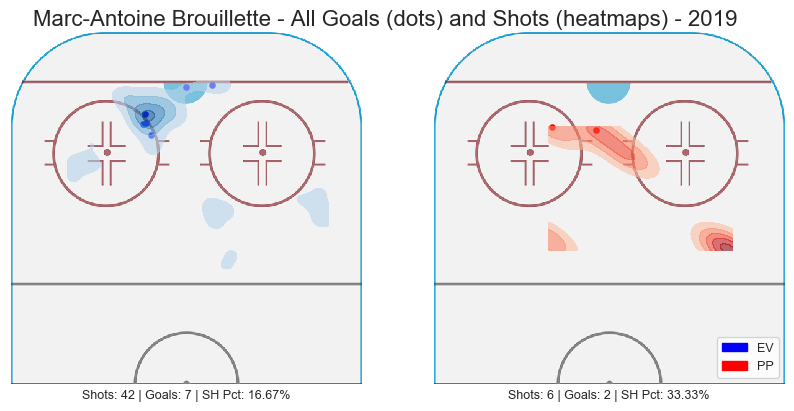 Marc-Antoine Brouillette - All Goals (dots) and Shots (heatmaps) - 2019
EV
PP
Shots: 42 | Goals: 7 | SH Pct: 16.67%
Shots: 6 | Goals: 2 | SH Pct: 33.33%